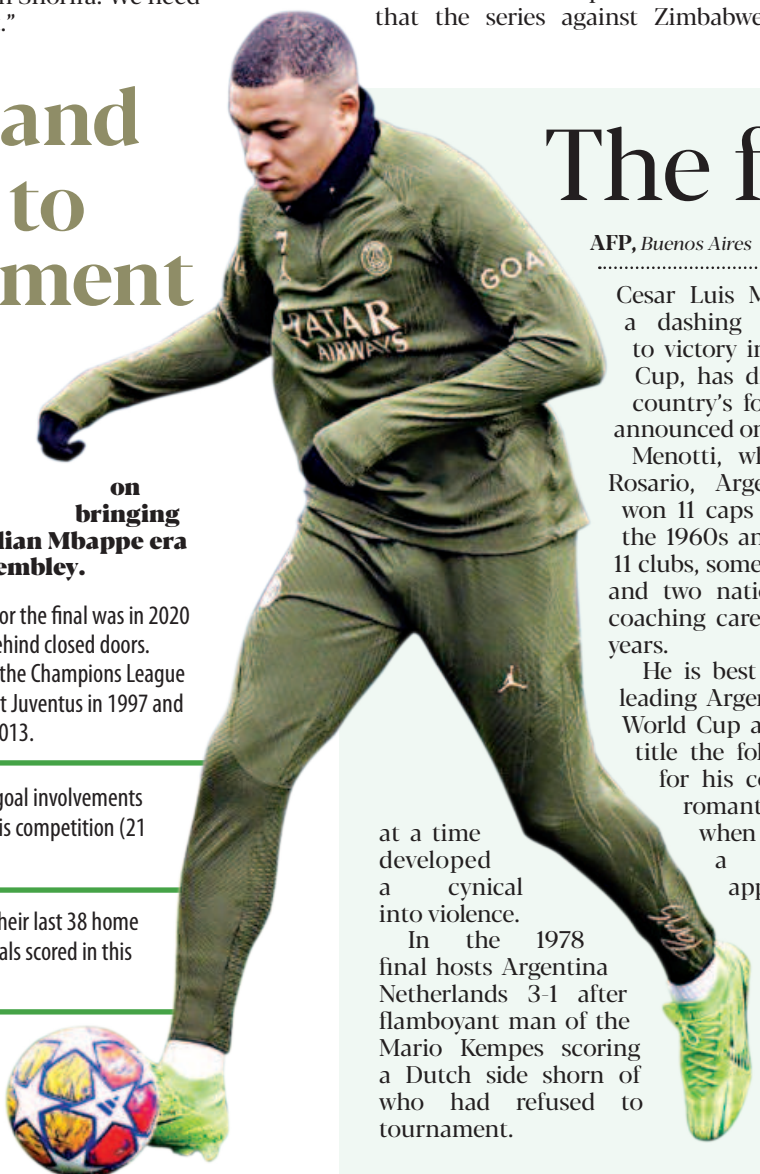 n Shorifa. We need
.”
and
to
ment
on
bringing
lian Mbappe era
embley.
or the final was in 2020
ehind closed doors.
the Champions League
t Juventus in 1997 and
013.
goal involvements
is competition (21
heir last 38 home
als scored in this
1
GOA
QATAR
AIRWAYS
Paris
that the series against Zimbabwe
The f
AFP, Buenos Aires
Cesar Luis M
a dashing
to victory in
Cup, has d
country’s fo
announced on
Menotti, wh
Rosario, Arge
won 11 caps
the 1960s an
11 clubs, some
and two natio
coaching care
years.
He is best
leading Argen
World Cup a
title the fol
for his co
romant
when
a
app
at a time
developed
a cynical
into violence.
In the 1978
final hosts Argentina
Netherlands 3-1 after
flamboyant man of the
Mario Kempes scoring
a Dutch side shorn of
who had refused to
tournament.